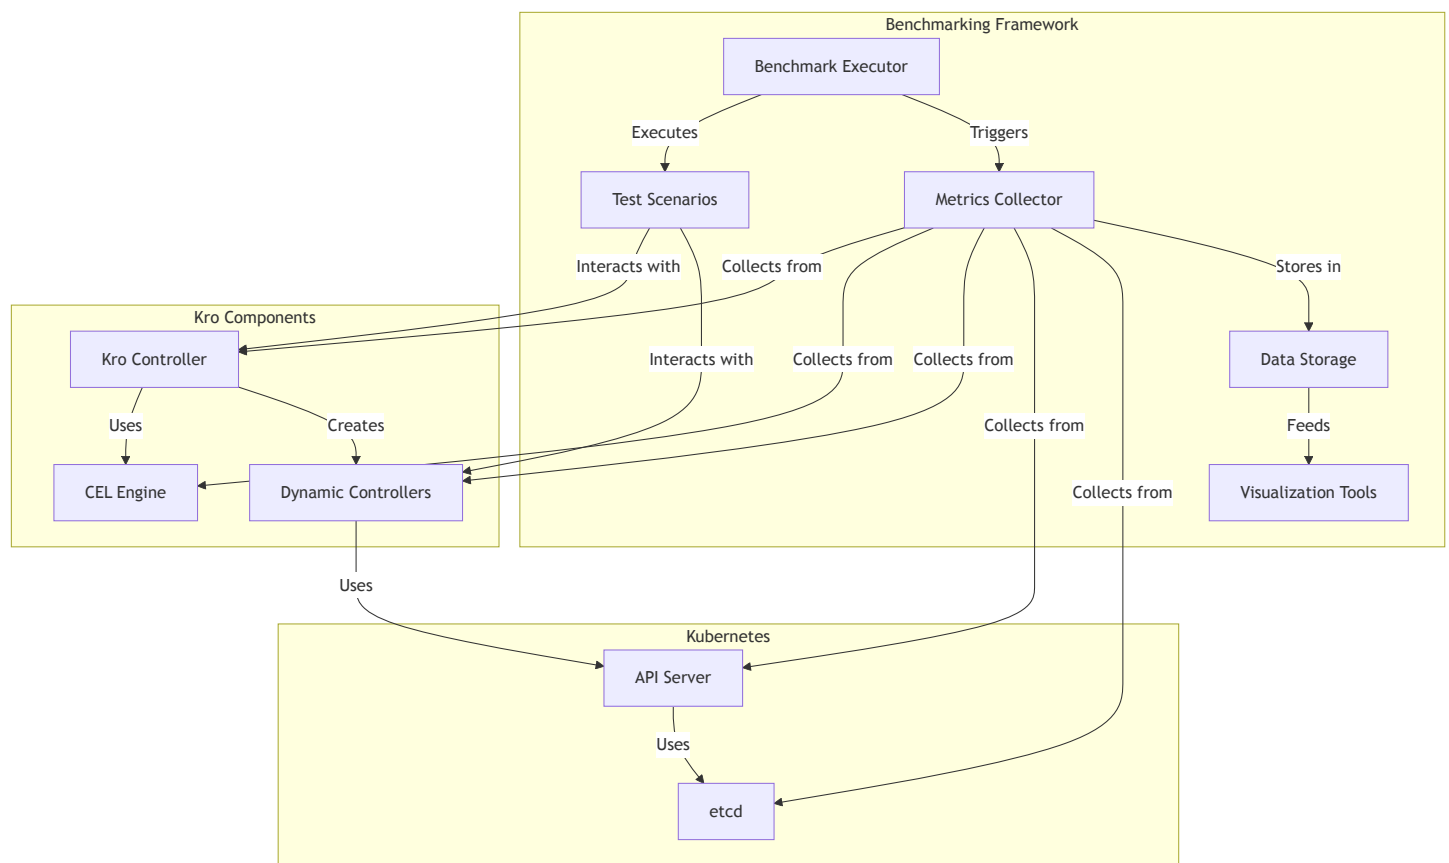 Benchmarking Framework
Benchmark Executor
Executes
Triggers
Test Scenarios
Metrics Collector
Interacts with
Collects from
Stores in
Kro Components
Kro Controller
Interacts with
Collects from
Collects from
Data Storage
Uses
Creates
Collects from
Feeds
CEL Engine
Dynamic Controllers
Collects from
Visualization Tools
Uses
Kubernetes
API Server
Uses
etcd